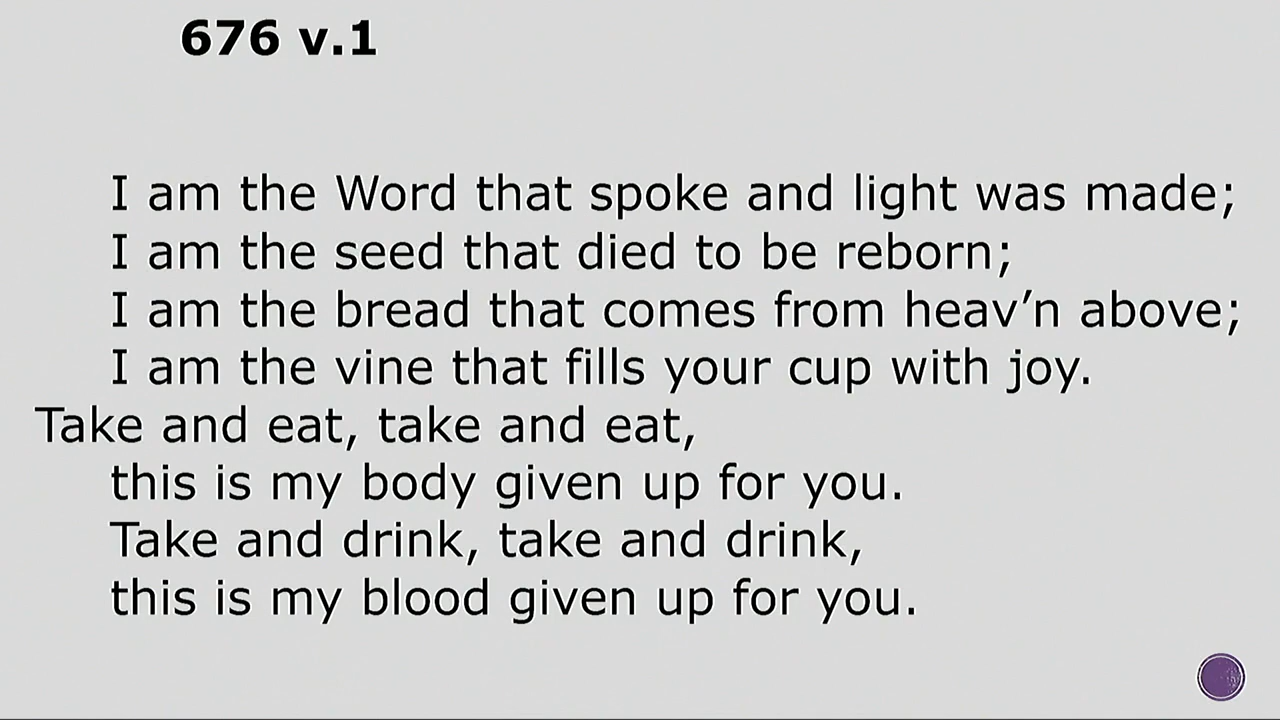 676 v.1
I am the Word that spoke and light was made;
I am the seed that died to be reborn;
I am the bread that comes from heav’n above;
I am the vine that fills your cup with joy.
Take and eat, take and eat,
this is my body given up for you.
Take and drink, take and drink,
this is my blood given up for you.